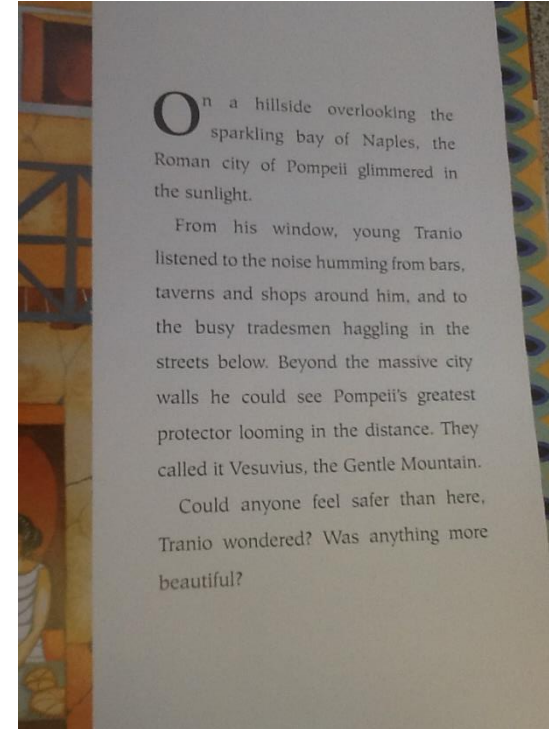 On a hillside overlooking the
sparkling bay of Naples, the
Roman city of Pompeii glimmered in
the sunlight.
From his window, young Tranio
listened to the noise humming from bars,
taverns and shops around him, and to
the busy tradesmen haggling in the
streets below. Beyond the massive city
walls he could see Pompeii's greatest
protector looming in the distance. They
called it Vesuvius, the Gentle Mountain.
Could anyone feel safer than here,
Tranio wondered? Was anything more
beautiful?